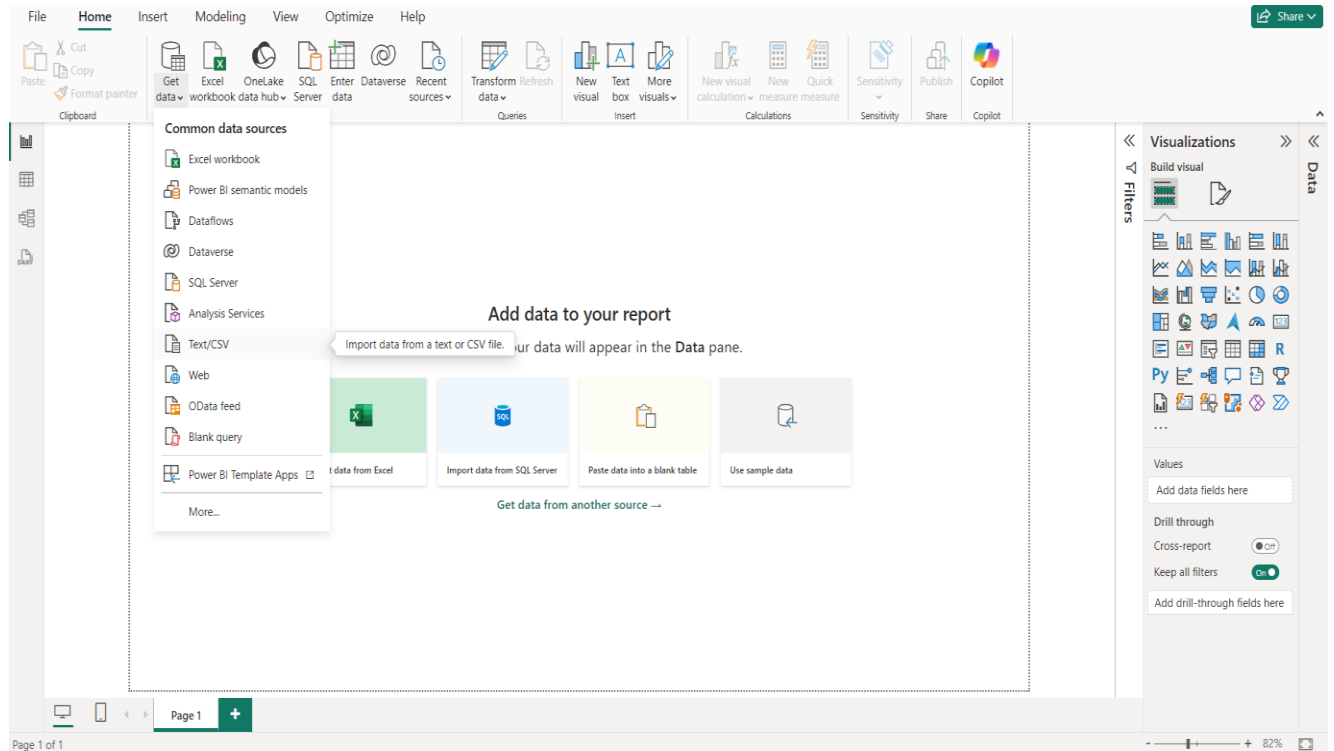 File Home Insert Modeling View Optimize Help
Share
Paste
Cut
Copy
Format painter
Clipboard
Get data
Excel workbook
OneLake data hub
SQL Server
Enter data
Dataverse
Recent sources
Transform data
Refresh
Queries
New visual
Text box
More visuals
Insert
New visual calculation
New measure
Quick measure
Calculations
Sensitivity
Sensitivity
Publish
Share
Copilot
Copilot
Common data sources
Excel workbook
Power BI semantic models
Dataflows
Dataverse
SQL Server
Analysis Services
Text/CSV
Web
OData feed
Blank query
Power BI Template Apps
More...
Import data from a text or CSV file.
Add data to your report
ur data will appear in the Data pane.
data from Excel
Import data from SQL Server
Paste data into a blank table
Use sample data
Get data from another source →
Filters
Visualizations
Build visual
123
R
Py
123
...
Values
Add data fields here
Drill through
Cross-report
Off
Keep all filters
On
Add drill-through fields here
Data
Page 1
+
Page 1 of 1
- + 82%